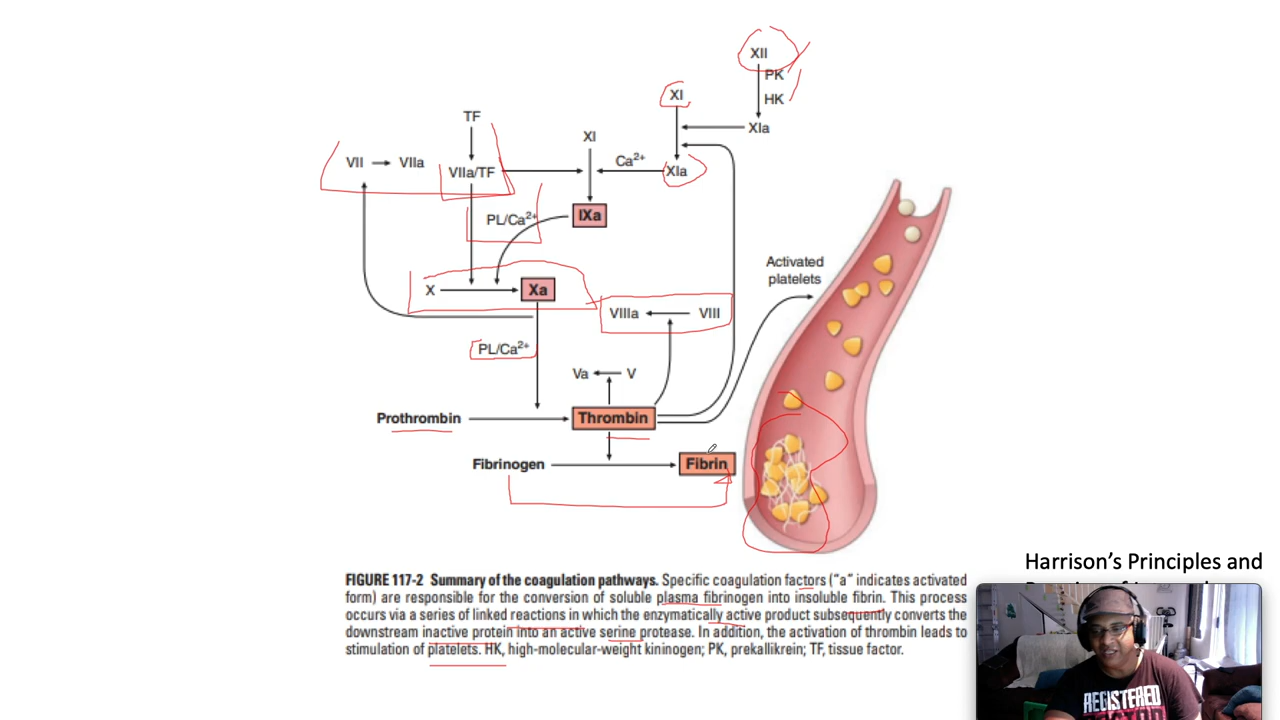 XII
PK
HK
XI
XIa
TF
XI
VII
VIIa
VIIa/TF
Ca2+
XIa
PL/Ca2+
IXa
Activated
platelets
X
Xa
VIIIa
VIII
PL/Ca2+
Va
V
Prothrombin
Thrombin
Fibrinogen
Fibrin
Harrison's Principles and
FIGURE 117-2 Summary of the coagulation pathways. Specific coagulation factors ("a" indicates activated
form) are responsible for the conversion of soluble plasma fibrinogen into insoluble fibrin. This process
occurs via a series of linked reactions in which the enzymatically active product subsequently converts the
downstream inactive protein into an active serine protease. In addition, the activation of thrombin leads to
stimulation of platelets. HK, high-molecular-weight kininogen; PK, prekallikrein; TF, tissue factor.
REGISTERED